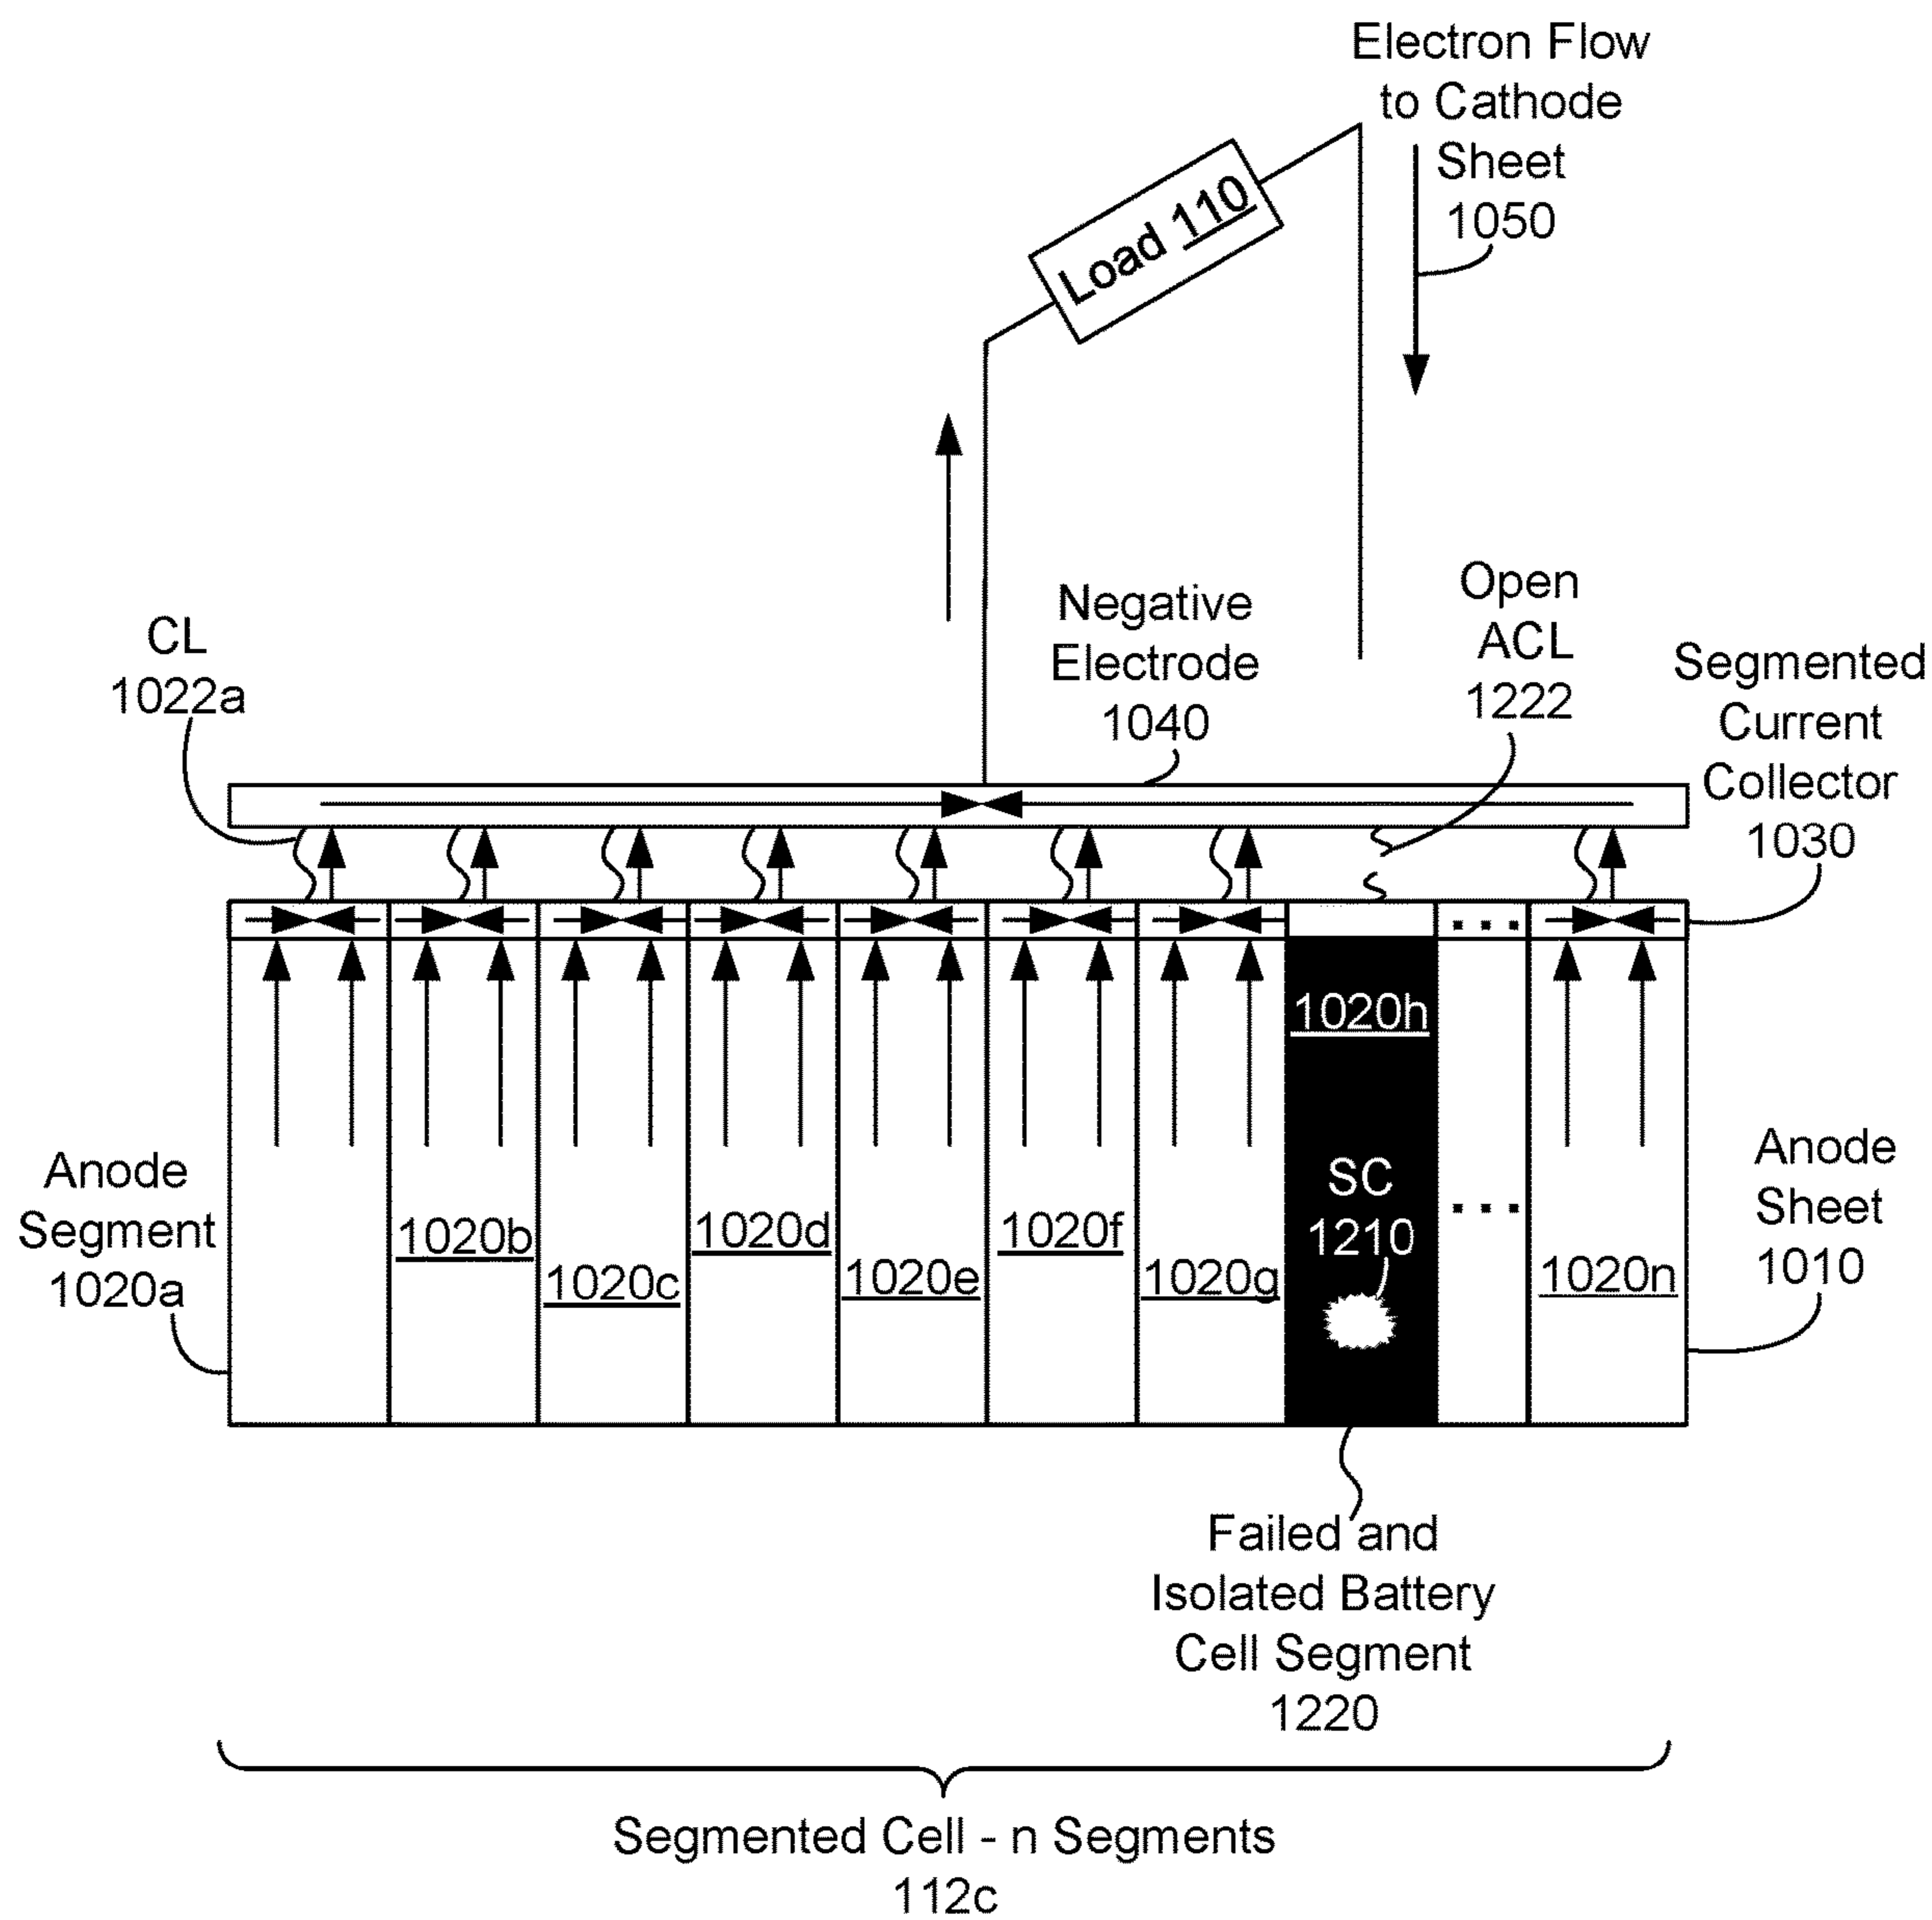 Electron Flow
to Cathode
Sheet
1050
Load 110
CL
1022a
Negative
Electrode
1040
Open
ACL
1222
Segmented
Current
Collector
1030
. . .
1020h
Anode
Segment
1020a
1020b
1020c
1020d
1020e
1020f
1020g
SC
1210
. . .
1020n
Anode
Sheet
1010
Failed and
Isolated Battery
Cell Segment
1220
Segmented Cell - n Segments
112c